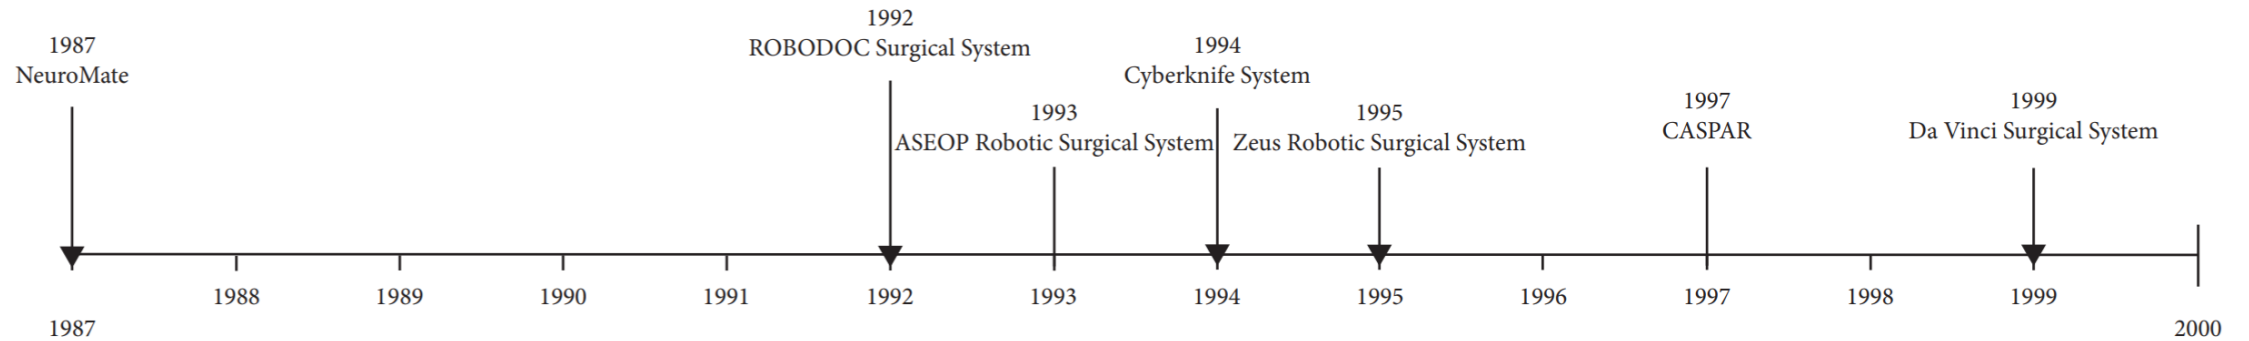 1987
NeuroMate
1992
ROBODOC Surgical System
1993
ASEOP Robotic Surgical System
1994
Cyberknife System
1995
Zeus Robotic Surgical System
1997
CASPAR
1999
Da Vinci Surgical System
1988 1989 1990 1991 1992 1993 1994 1995 1996 1997 1998 1999
1987 2000